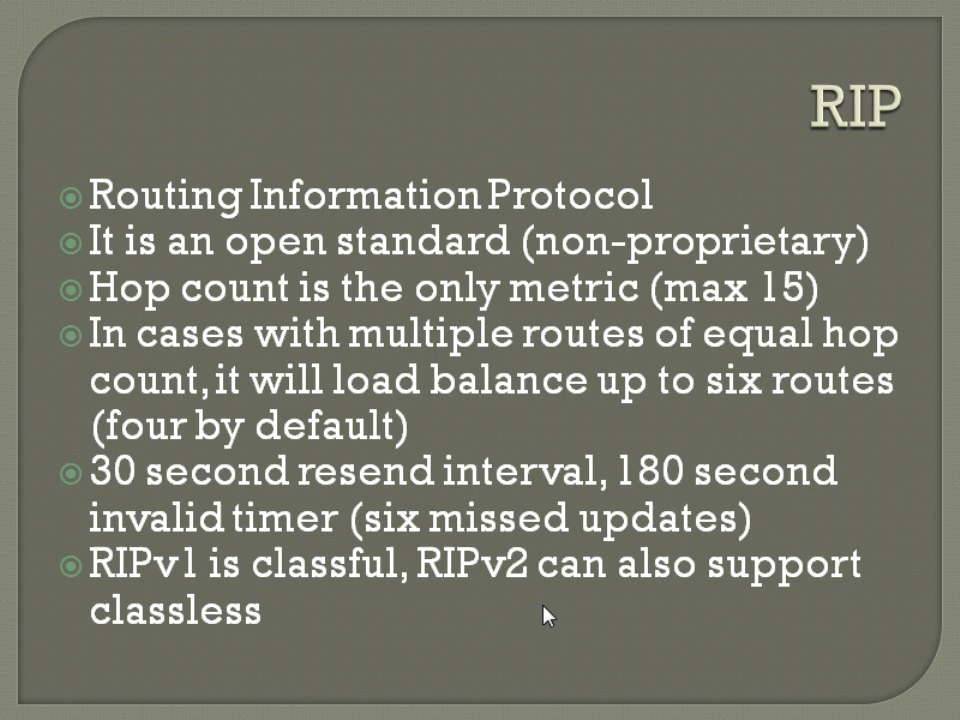 RIP
Routing Information Protocol
It is an open standard (non-proprietary)
Hop count is the only metric (max 15)
In cases with multiple routes of equal hop
count, it will load balance up to six routes
(four by default)
30 second resend interval, 180 second
invalid timer (six missed updates)
RIPv1 is classful, RIPv2 can also support
classless